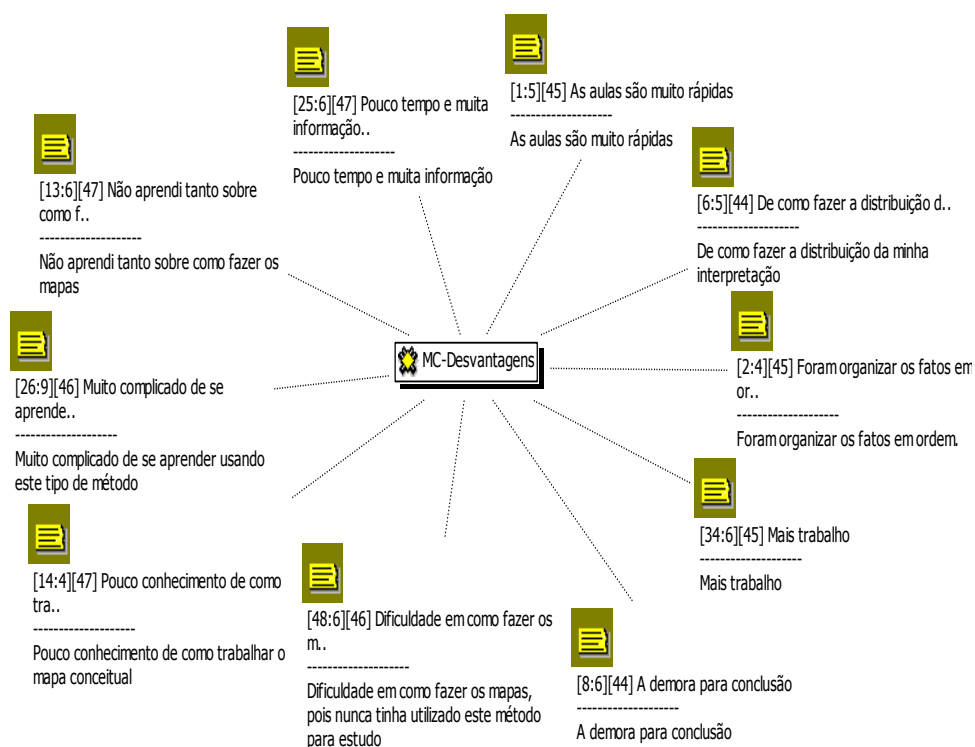 [25:6][47] Pouco tempo e muita
informação..
--------------------
Pouco tempo e muita informação
[1:5][45] As aulas são muito rápidas
--------------------
As aulas são muito rápidas
[13:6][47] Não aprendi tanto sobre
como f..
--------------------
Não aprendi tanto sobre como fazer os
mapas
[6:5][44] De como fazer a distribuição d..
--------------------
De como fazer a distribuição da minha
interpretação
MC-Desvantagens
[26:9][46] Muito complicado de se
aprende..
--------------------
Muito complicado de se aprender usando
este tipo de método
[2:4][45] Foram organizar os fatos em
or..
--------------------
Foram organizar os fatos em ordem.
[34:6][45] Mais trabalho
--------------------
Mais trabalho
[14:4][47] Pouco conhecimento de como
tra..
--------------------
Pouco conhecimento de como trabalhar o
mapa conceitual
[48:6][46] Dificuldade em como fazer os
m..
--------------------
Dificuldade em como fazer os mapas,
pois nunca tinha utilizado este método
para estudo
[8:6][44] A demora para conclusão
--------------------
A demora para conclusão